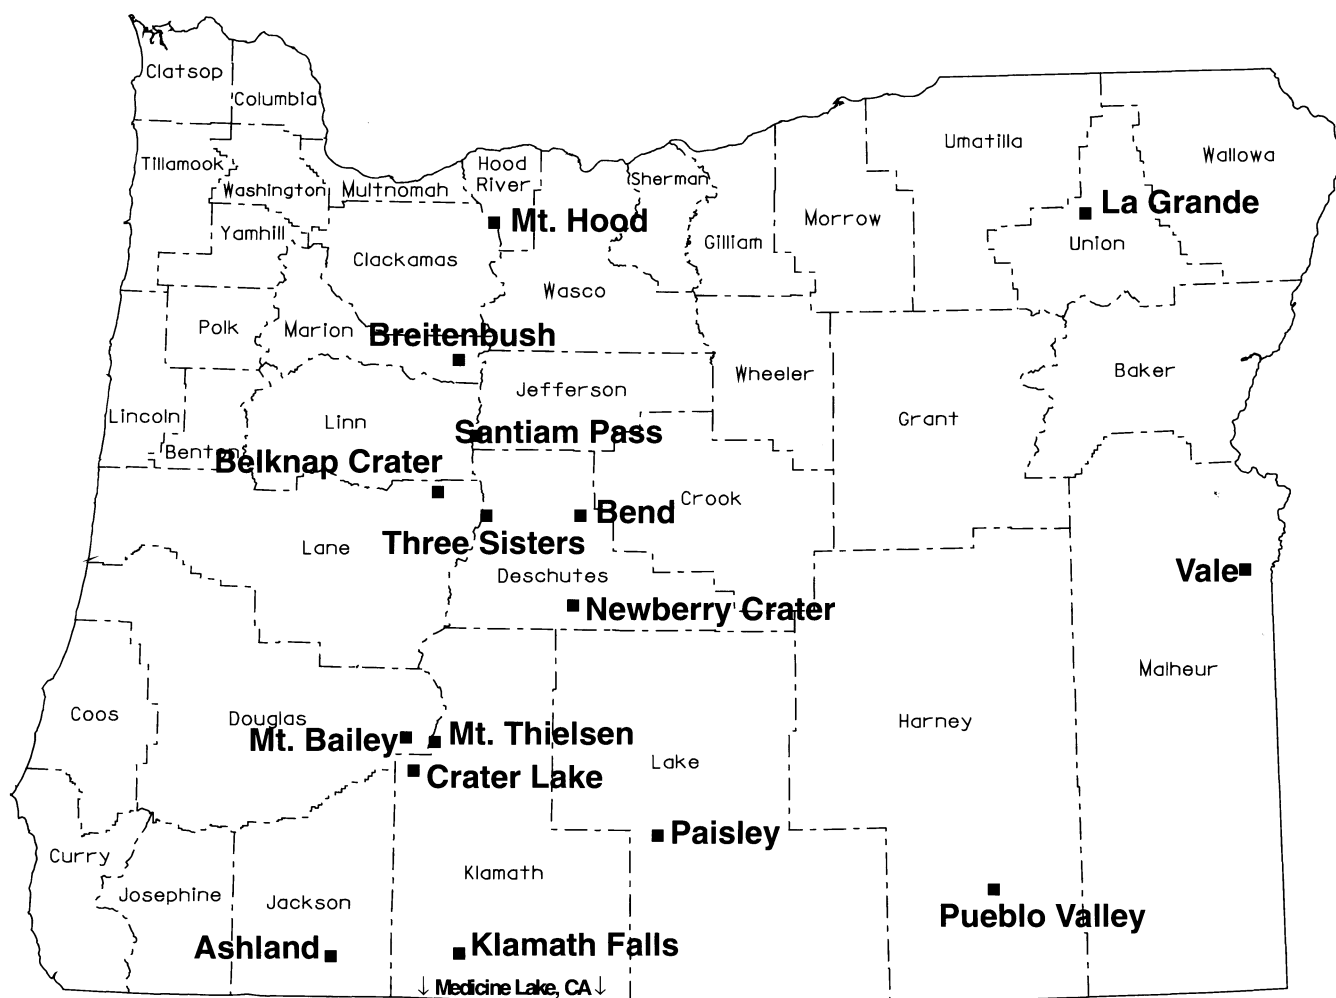 Clatsop
Columbia
Tillamook
Washington
Multnomah
Hood
River
Sherman
Umatilla
Wallowa
Yamhill
Mt. Hood
Gilliam
Morrow
La Grande
Union
Clackamas
Wasco
Polk
Marion
Breitenbush
Jefferson
Wheeler
Baker
Lincoln
Linn
Grant
Santiam Pass
Benton
Belknap Crater
Crook
Bend
Lane
Three Sisters
Deschutes
Vale
Newberry Crater
Malheur
Coos
Douglas
Harney
Mt. Bailey
Mt. Thielsen
Lake
Crater Lake
Paisley
Curry
Klamath
Josephine
Jackson
Pueblo Valley
Ashland
Klamath Falls
↓ Medicine Lake, CA ↓